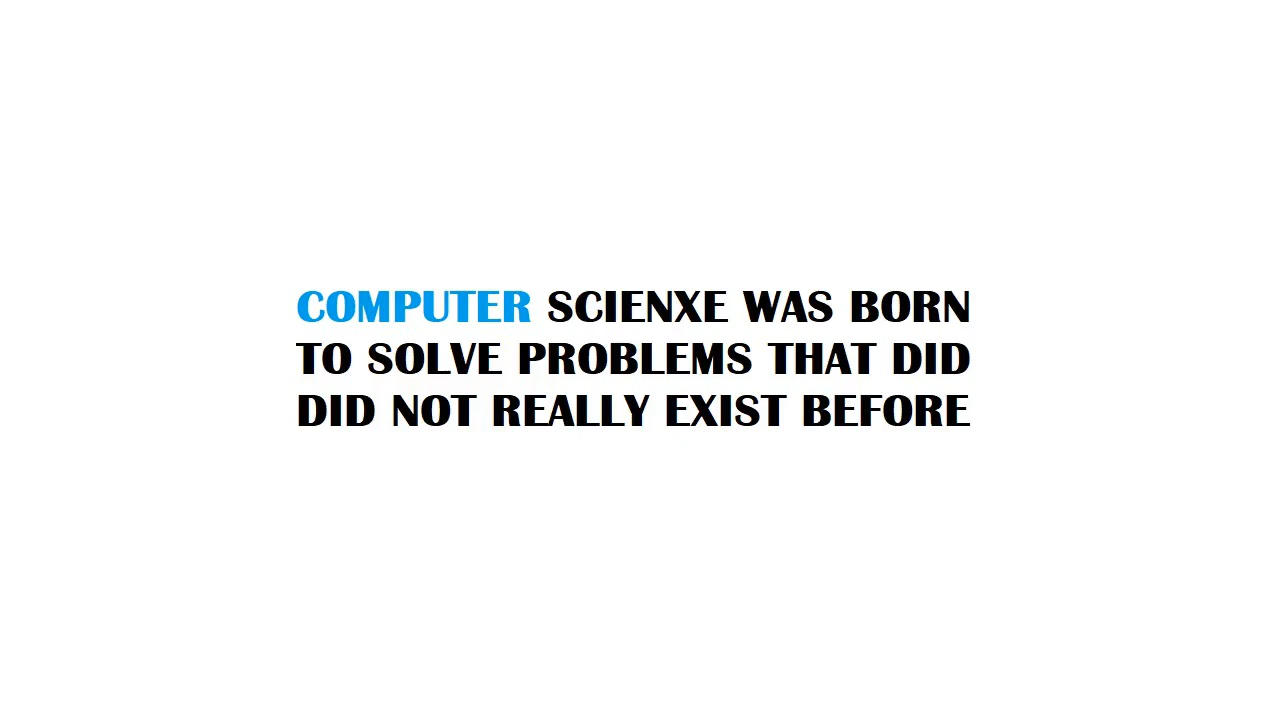 COMPUTER SCIENXE WAS BORN
TO SOLVE PROBLEMS THAT DID
DID NOT REALLY EXIST BEFORE